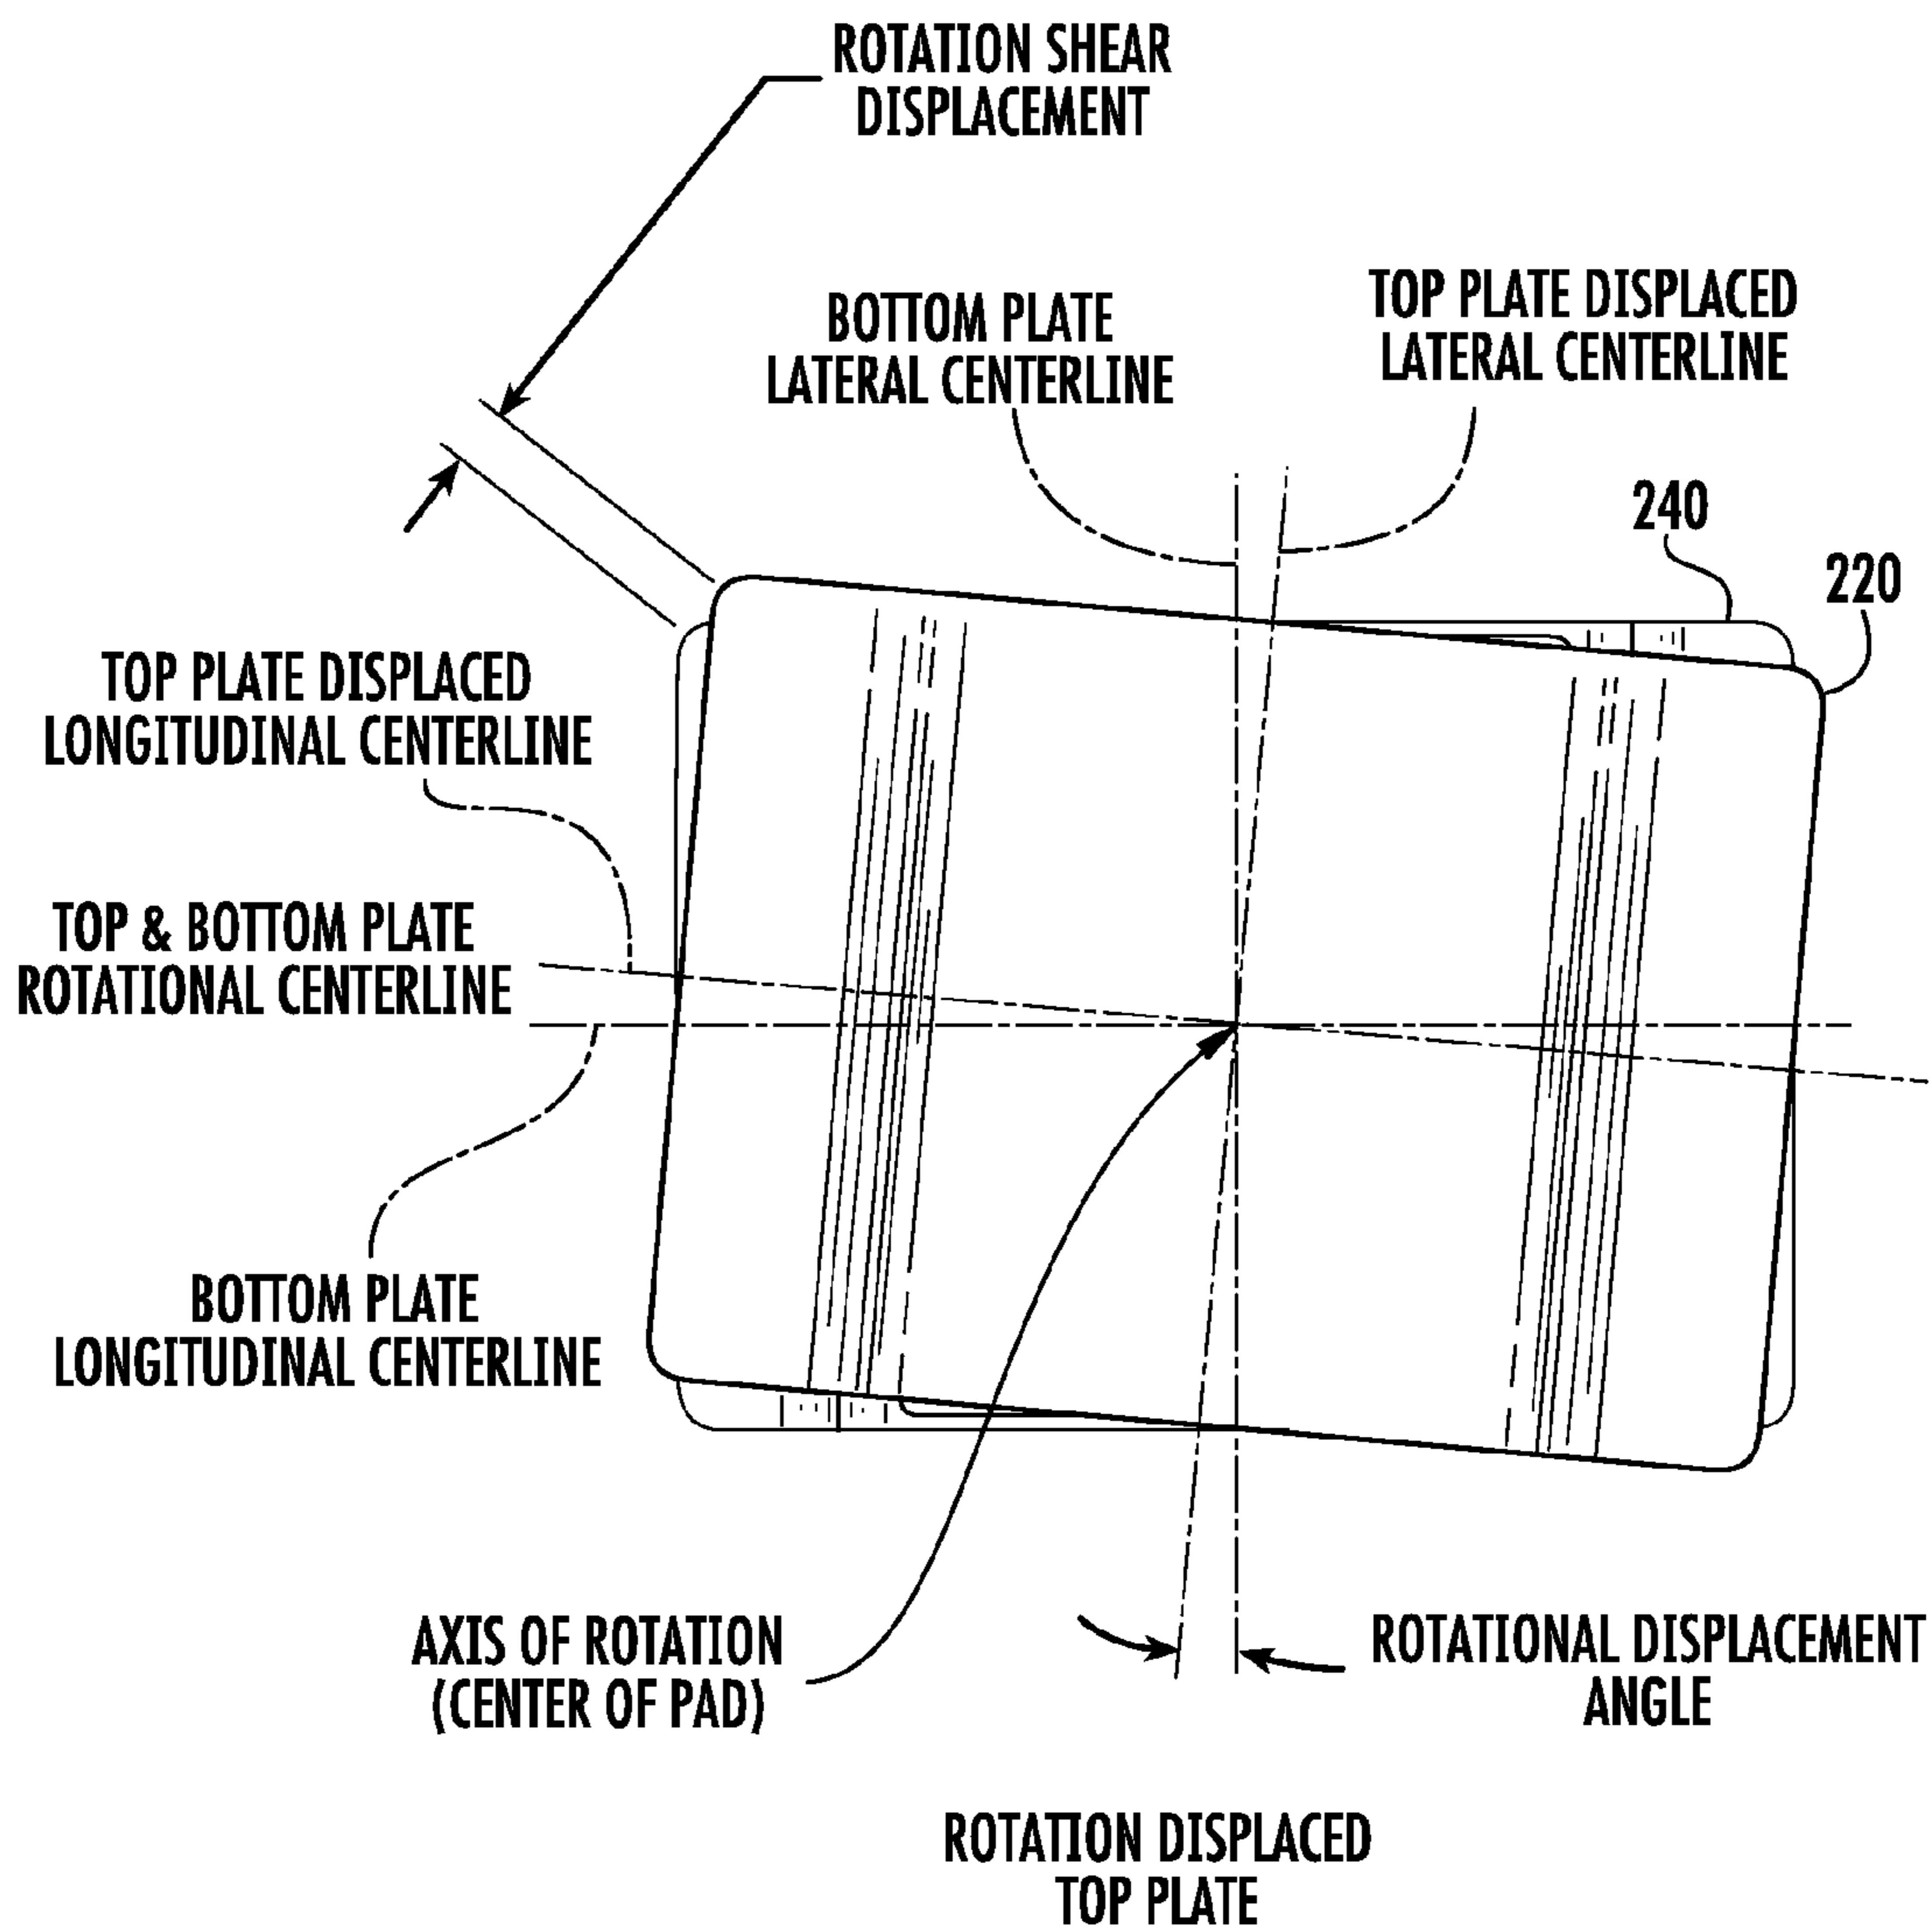 ROTATION SHEAR
DISPLACEMENT
BOTTOM PLATE
LATERAL CENTERLINE
TOP PLATE DISPLACED
LATERAL CENTERLINE
240
220
TOP PLATE DISPLACED
LONGITUDINAL CENTERLINE
TOP & BOTTOM PLATE
ROTATIONAL CENTERLINE
BOTTOM PLATE
LONGITUDINAL CENTERLINE
AXIS OF ROTATION
(CENTER OF PAD)
ROTATIONAL DISPLACEMENT
ANGLE
ROTATION DISPLACED
TOP PLATE